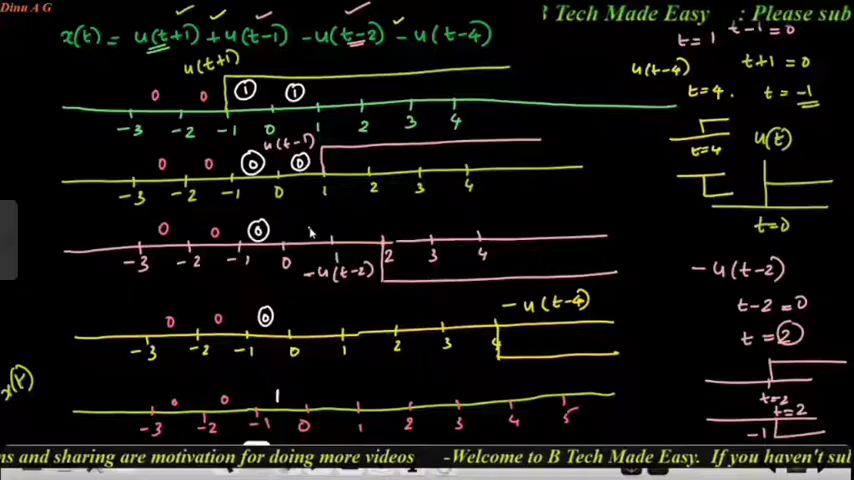 Dinu A G
B Tech Made Easy : Please sub
x(t) = u(t+1) + u(t-1) - u(t-2) - u(t-4)
t=1 t-1=0
u(t+1)
u(t-4) t+1=0
0 0 1 1
t=4. t=-1
-3 -2 -1 0 1 2 3 4
u(t-1)
t=4 u(t)
0 0 0 0
-3 -2 -1 0 1 2 3 4
t=0
0 0 0
-3 -2 -1 0 1 2 3 4
-u(t-2)
-u(t-2)
t-2=0
t=2
-u(t-4)
0 0 0
-3 -2 -1 0 1 2 3 4
x(t)
t=2
t=2
-1
0 0 1
-3 -2 -1 0 1 2 3 4 5
ns and sharing are motivation for doing more videos -Welcome to B Tech Made Easy. If you haven't sub